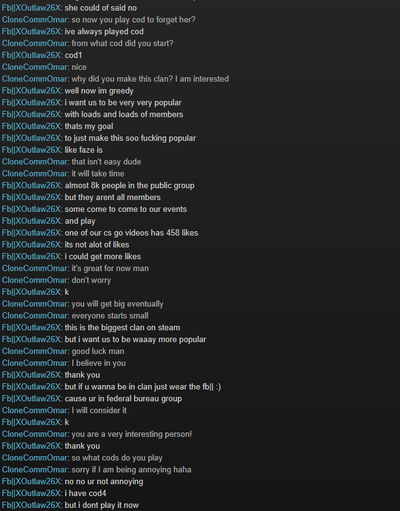 Fb||XOutlaw26X: she could of said no
CloneCommOmar: so now you play cod to forget her?
Fb||XOutlaw26X: ive always played cod
CloneCommOmar: from what cod did you start?
Fb||XOutlaw26X: cod1
CloneCommOmar: nice
CloneCommOmar: why did you make this clan? I am interested
Fb||XOutlaw26X: well now im greedy
Fb||XOutlaw26X: i want us to be very very popular
Fb||XOutlaw26X: with loads and loads of members
Fb||XOutlaw26X: thats my goal
Fb||XOutlaw26X: to just make this soo fucking popular
Fb||XOutlaw26X: like faze is
CloneCommOmar: that isn't easy dude
CloneCommOmar: it will take time
Fb||XOutlaw26X: almost 8k people in the public group
Fb||XOutlaw26X: but they arent all members
Fb||XOutlaw26X: some come to come to our events
Fb||XOutlaw26X: and play
Fb||XOutlaw26X: one of our cs go videos has 458 likes
Fb||XOutlaw26X: its not alot of likes
Fb||XOutlaw26X: i could get more likes
CloneCommOmar: it's great for now man
CloneCommOmar: don't worry
Fb||XOutlaw26X: k
CloneCommOmar: you will get big eventually
CloneCommOmar: everyone starts small
Fb||XOutlaw26X: this is the biggest clan on steam
Fb||XOutlaw26X: but i want us to be waaay more popular
CloneCommOmar: good luck man
CloneCommOmar: I believe in you
Fb||XOutlaw26X: thank you
Fb||XOutlaw26X: but if u wanna be in clan just wear the fb|| :)
Fb||XOutlaw26X: cause ur in federal bureau group
CloneCommOmar: I will consider it
Fb||XOutlaw26X: k
CloneCommOmar: you are a very interesting person!
Fb||XOutlaw26X: thank you
CloneCommOmar: so what cods do you play
CloneCommOmar: sorry if I am being annoying haha
Fb||XOutlaw26X: no no ur not annoying
Fb||XOutlaw26X: i have cod4
Fb||XOutlaw26X: but i dont play it now